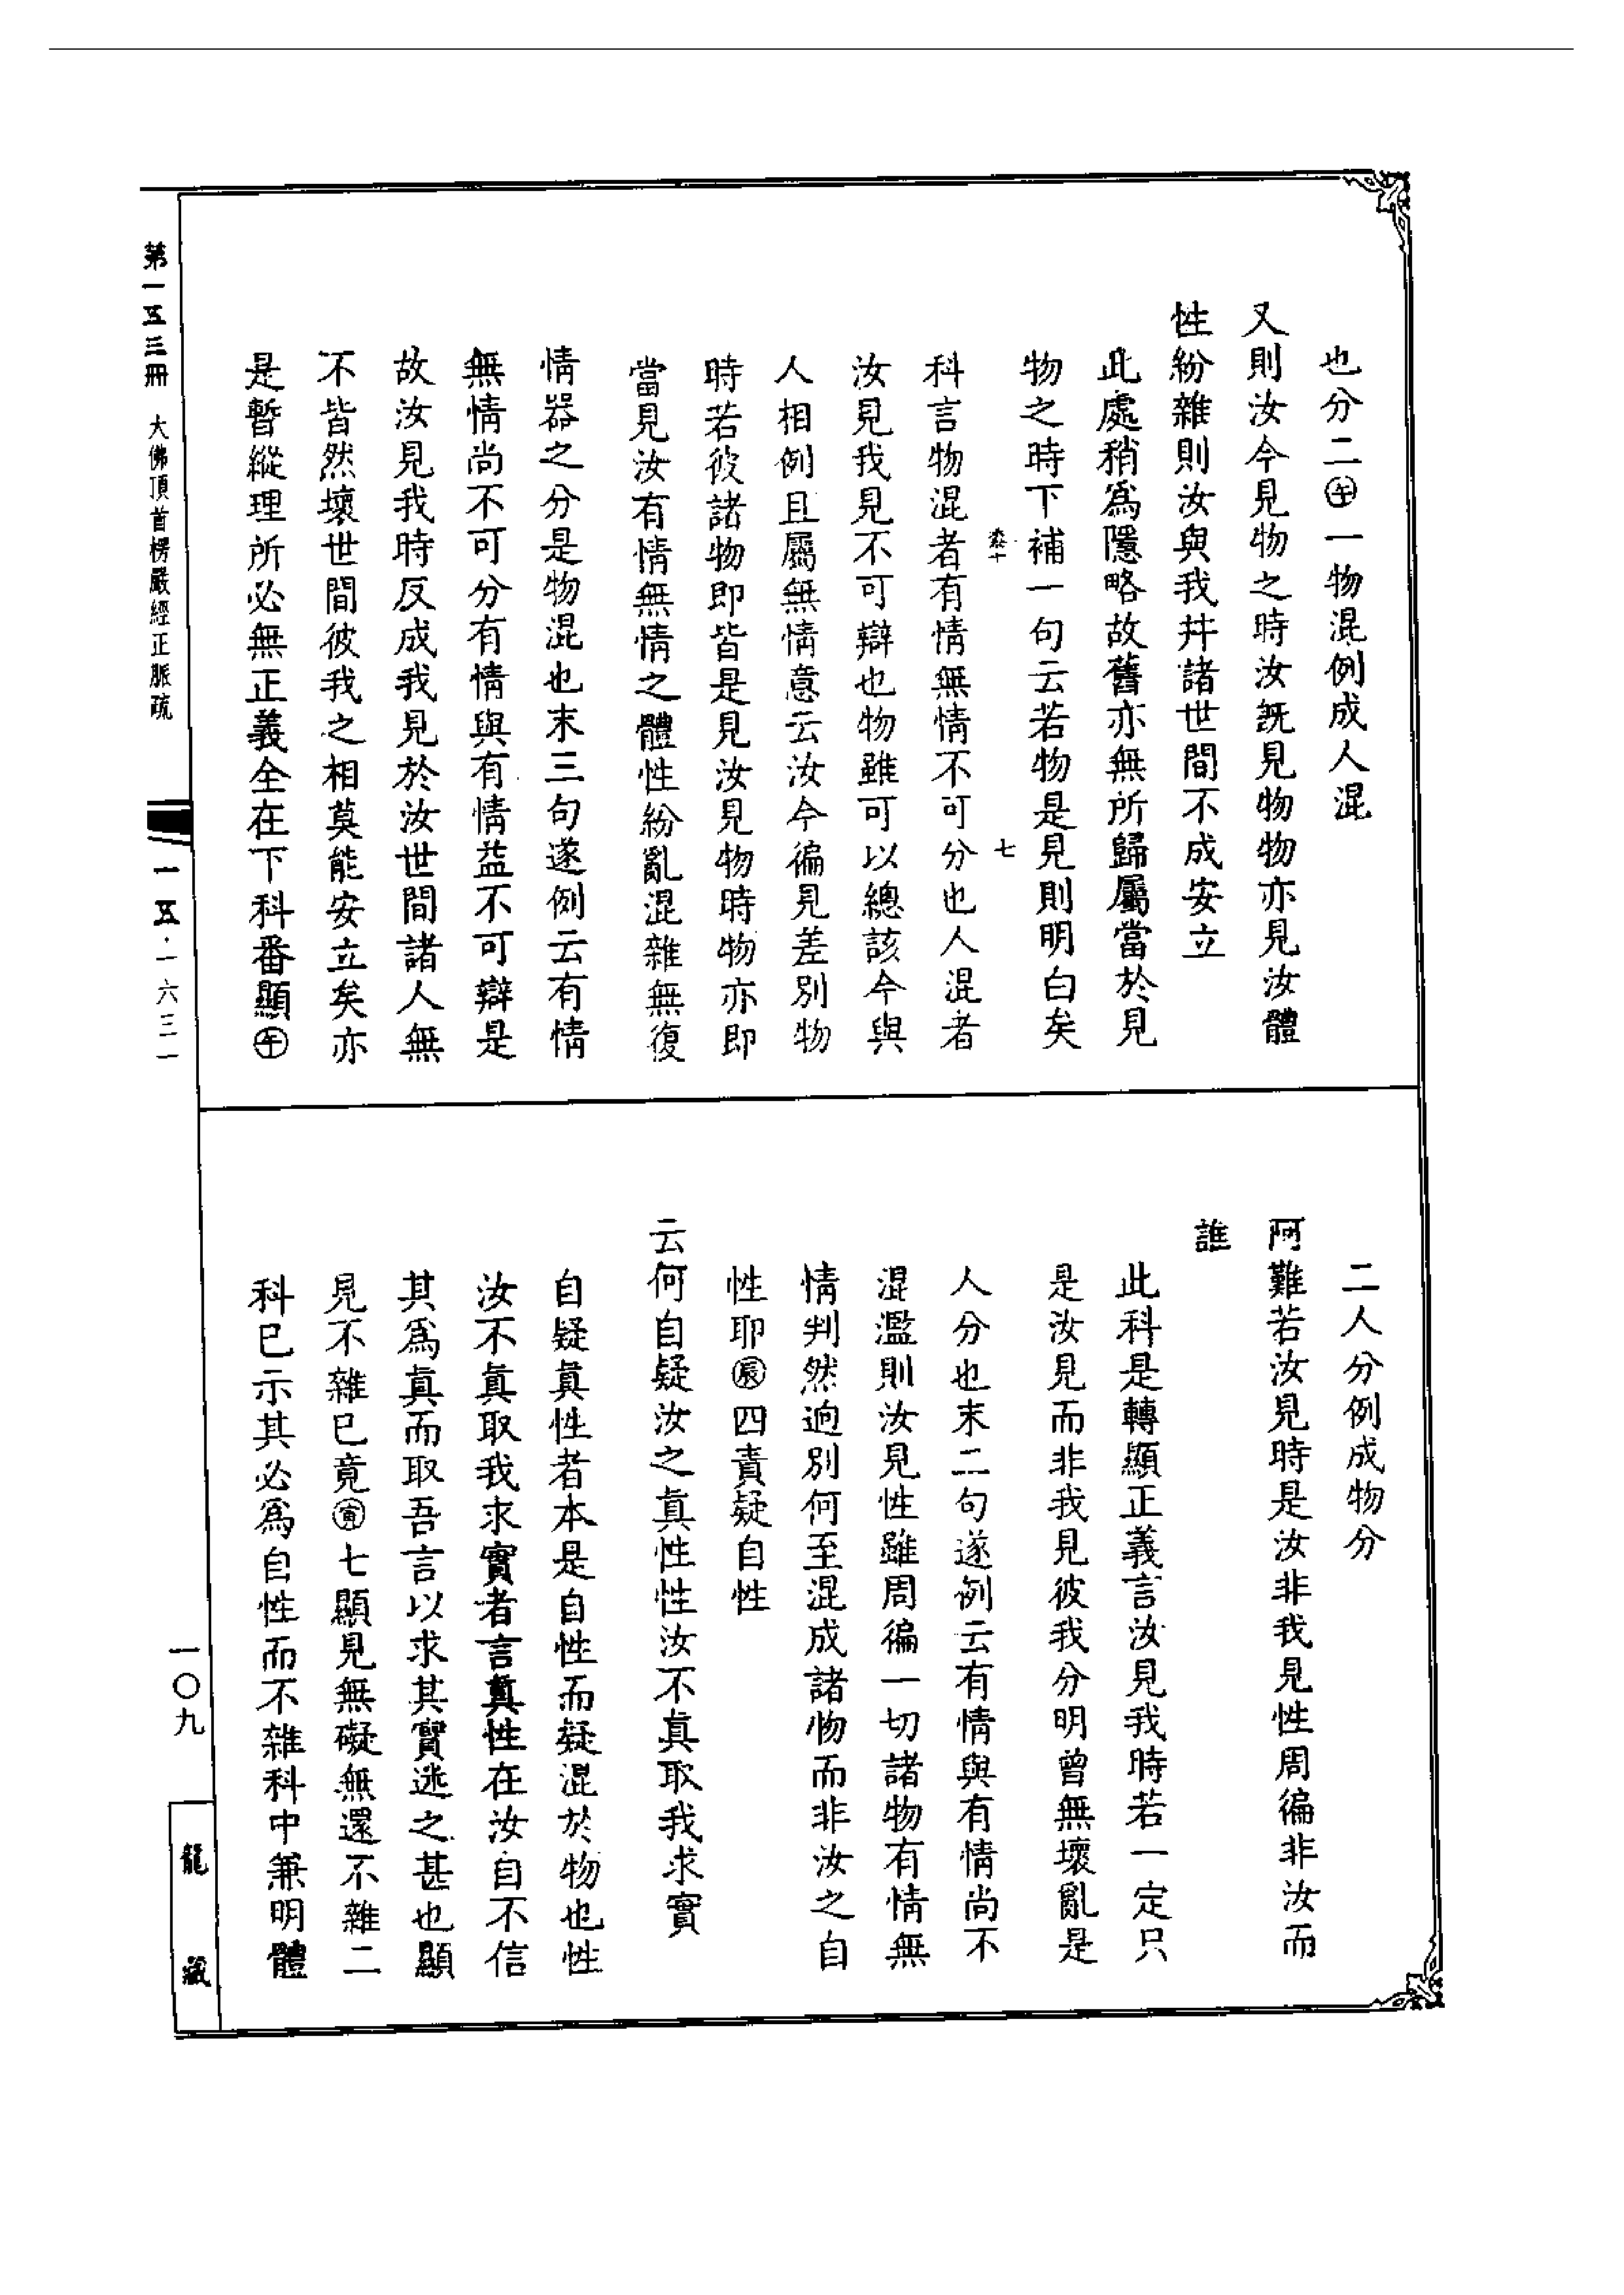 也分二㊍一物混例成人混
又則汝今見物之時汝旣見物物亦見汝體
性紛雜則汝與我并諸世間不成安立
此處稍爲隱略故舊亦無所歸屬當於見
物之時下補一句云若物是見則明白矣
七
科言物混者有情無情不可分也人混者
汝見我見不可辯也物雖可以總該今與
人相例且屬無情意云汝今徧見差別物
時若彼諸物即皆是見汝見物時物亦即
當見汝有情無情之體性紛亂混雜無復
情器之分是物混也末三句遂例云有情
無情尚不可分有情與有情益不可辯是
故汝見我時反成我見於汝世間諸人無
不皆然壞世間彼我之相莫能安立矣亦
是暫縱理所必無正義全在下科番顯午
二人分例成物分
阿難若汝見時是汝非我見性周徧非汝而
誰
此科是轉顯正義言汝見我時若一定只
是汝見而非我見彼我分明曾無壞亂是
人分也末二句遂例云有情與有情尚不
混濫則汝見性雖周徧一切諸物有情無
情判然逈別何至混成諸物而非汝之自
性耶辰四責疑自性
云何自疑汝之真性性汝不真取我求實
自疑真性者本是自性而疑混於物也性
汝不真取我求實者言真性在汝自不信
其爲真而取吾言以求其實迷之甚也顯
見不雜已竟寅七顯見無礙無還不雜二
科已示其必爲自性而不雜科中兼明體
第一五三冊 大佛頂首楞嚴經正脈疏
一五·一六三二
一〇九
龍藏